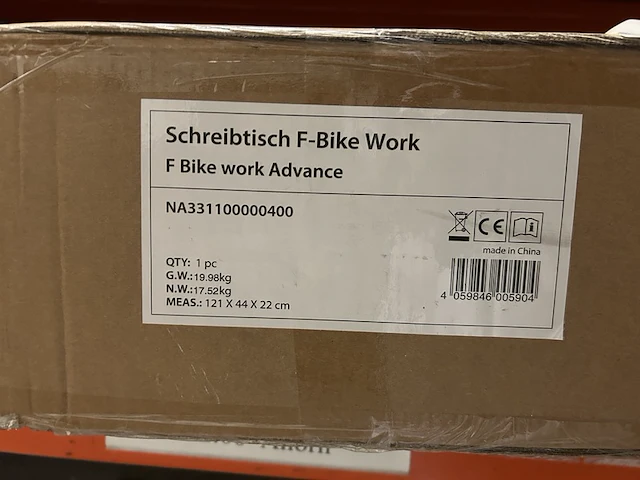 Schreibtisch F-Bike Work
F Bike work Advance
NA331100000400
CE
made in China
QTY: 1 pc
G.W.:19.98kg
N.W.:17.52kg
MEAS.: 121 X 44 X 22 cm
4 059846 005904